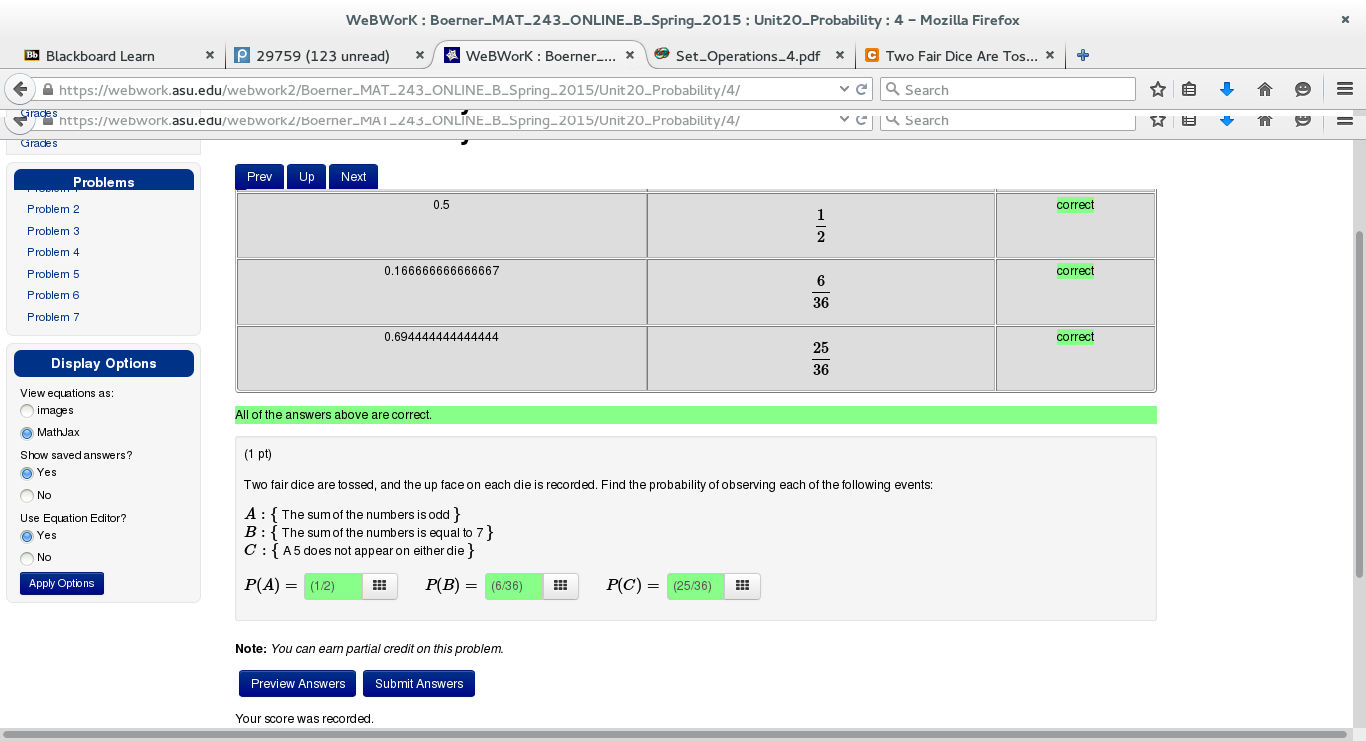 WeBWorK : Boerner_MAT_243_ONLINE_B_Spring_2015 : Unit20_Probability : 4 – Mozilla Firefox
Blackboard Learn
29759 (123 unread)
WeBWorK : Boerner_...
Set_Operations_4.pdf
Two Fair Dice Are Tos...
https://webwork.asu.edu/webwork2/Boerner_MAT_243_ONLINE_B_Spring_2015/Unit20_Probability/4/
Search
Grades
https://webwork.asu.edu/webwork2/Boerner_MAT_243_ONLINE_B_Spring_2015/Unit20_Probability/4/
Search
Grades
Problems
Problem 2
Problem 3
Problem 4
Problem 5
Problem 6
Problem 7
Display Options
View equations as:
images
MathJax
Show saved answers?
Yes
No
Use Equation Editor?
Yes
No
Apply Options
Prev Up Next
0.5 1/2 correct
0.166666666666667 6/36 correct
0.694444444444444 25/36 correct
All of the answers above are correct.
(1 pt)
Two fair dice are tossed, and the up face on each die is recorded. Find the probability of observing each of the following events:
A : { The sum of the numbers is odd }
B : { The sum of the numbers is equal to 7 }
C : { A 5 does not appear on either die }
P(A) = (1/2) P(B) = (6/36) P(C) = (25/36)
Note: You can earn partial credit on this problem.
Preview Answers Submit Answers
Your score was recorded.